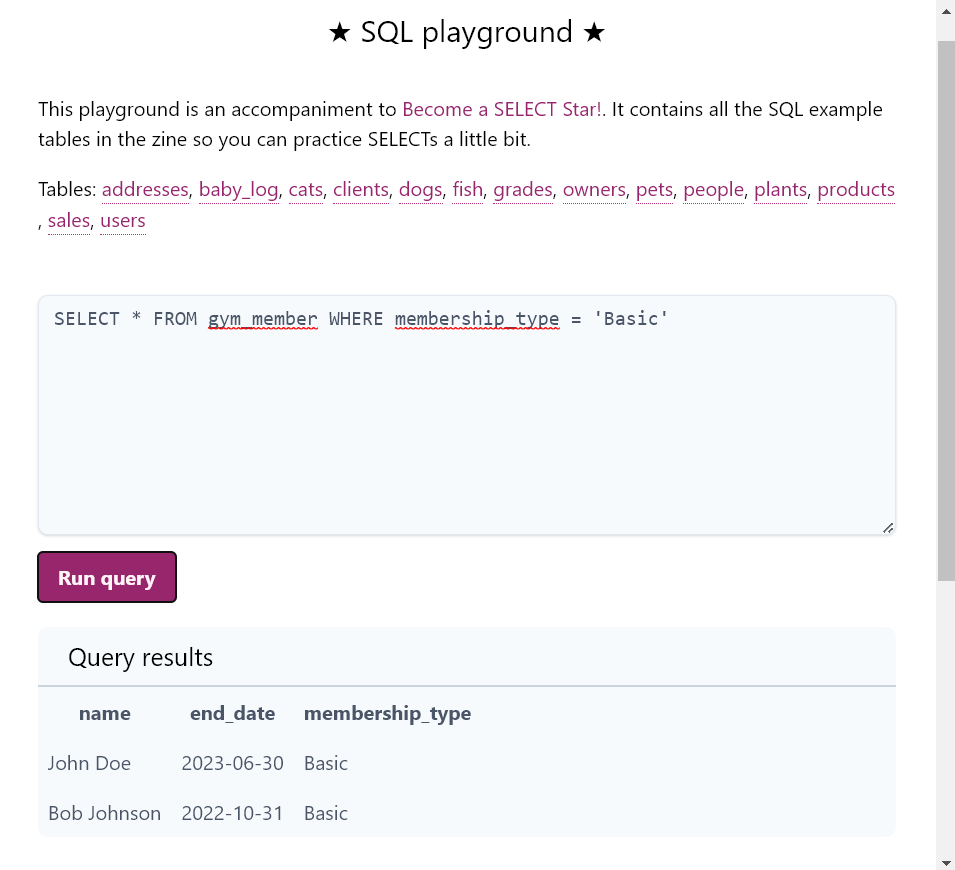 ★ SQL playground ★
This playground is an accompaniment to Become a SELECT Star!. It contains all the SQL example
tables in the zine so you can practice SELECTs a little bit.
Tables: addresses, baby_log, cats, clients, dogs, fish, grades, owners, pets, people, plants, products
, sales, users
SELECT * FROM gym_member WHERE membership_type = 'Basic'
Run query
Query results
name end_date membership_type
John Doe 2023-06-30 Basic
Bob Johnson 2022-10-31 Basic